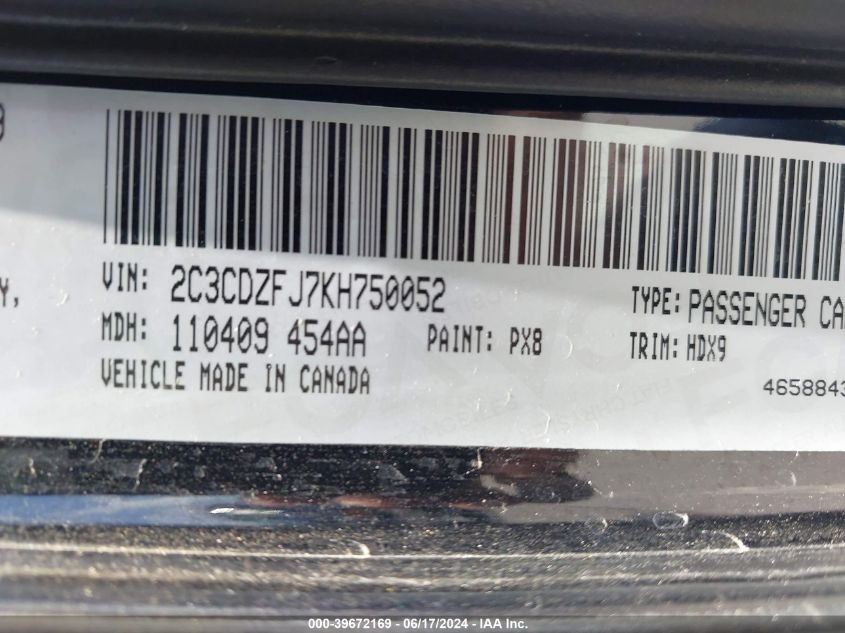 VIN: 2C3CDZFJ7KH750052
TYPE: PASSENGER CA
MDH: 110409 454AA
PAINT: PX8
TRIM: HDX9
VEHICLE MADE IN CANADA
465884
000-39672169 - 06/17/2024 - IAA Inc.